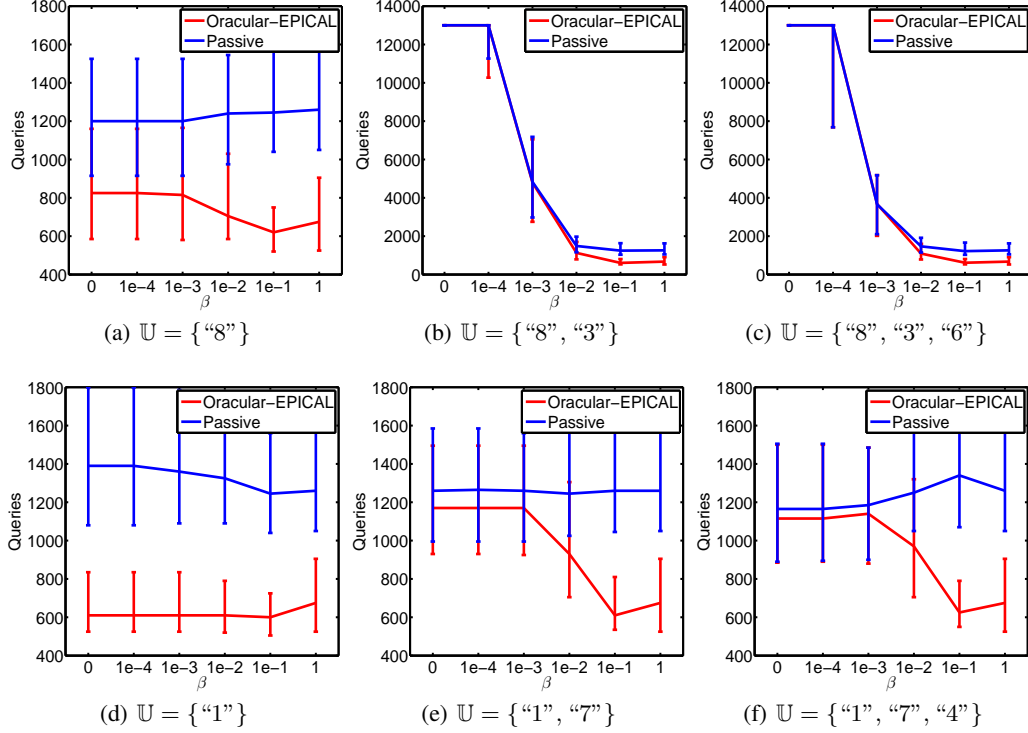 Oracular−EPICAL
Passive
1800
1600
1400
1200
1000
800
600
400
Queries
0 1e−4 1e−3 1e−2 1e−1 1
β
(a) 𝕌 = {“8”}
Oracular−EPICAL
Passive
14000
12000
10000
8000
6000
4000
2000
0
Queries
0 1e−4 1e−3 1e−2 1e−1 1
β
(b) 𝕌 = {“8”, “3”}
Oracular−EPICAL
Passive
14000
12000
10000
8000
6000
4000
2000
0
Queries
0 1e−4 1e−3 1e−2 1e−1 1
β
(c) 𝕌 = {“8”, “3”, “6”}
Oracular−EPICAL
Passive
1800
1600
1400
1200
1000
800
600
400
Queries
0 1e−4 1e−3 1e−2 1e−1 1
β
(d) 𝕌 = {“1”}
Oracular−EPICAL
Passive
1800
1600
1400
1200
1000
800
600
400
Queries
0 1e−4 1e−3 1e−2 1e−1 1
β
(e) 𝕌 = {“1”, “7”}
Oracular−EPICAL
Passive
1800
1600
1400
1200
1000
800
600
400
Queries
0 1e−4 1e−3 1e−2 1e−1 1
β
(f) 𝕌 = {“1”, “7”, “4”}